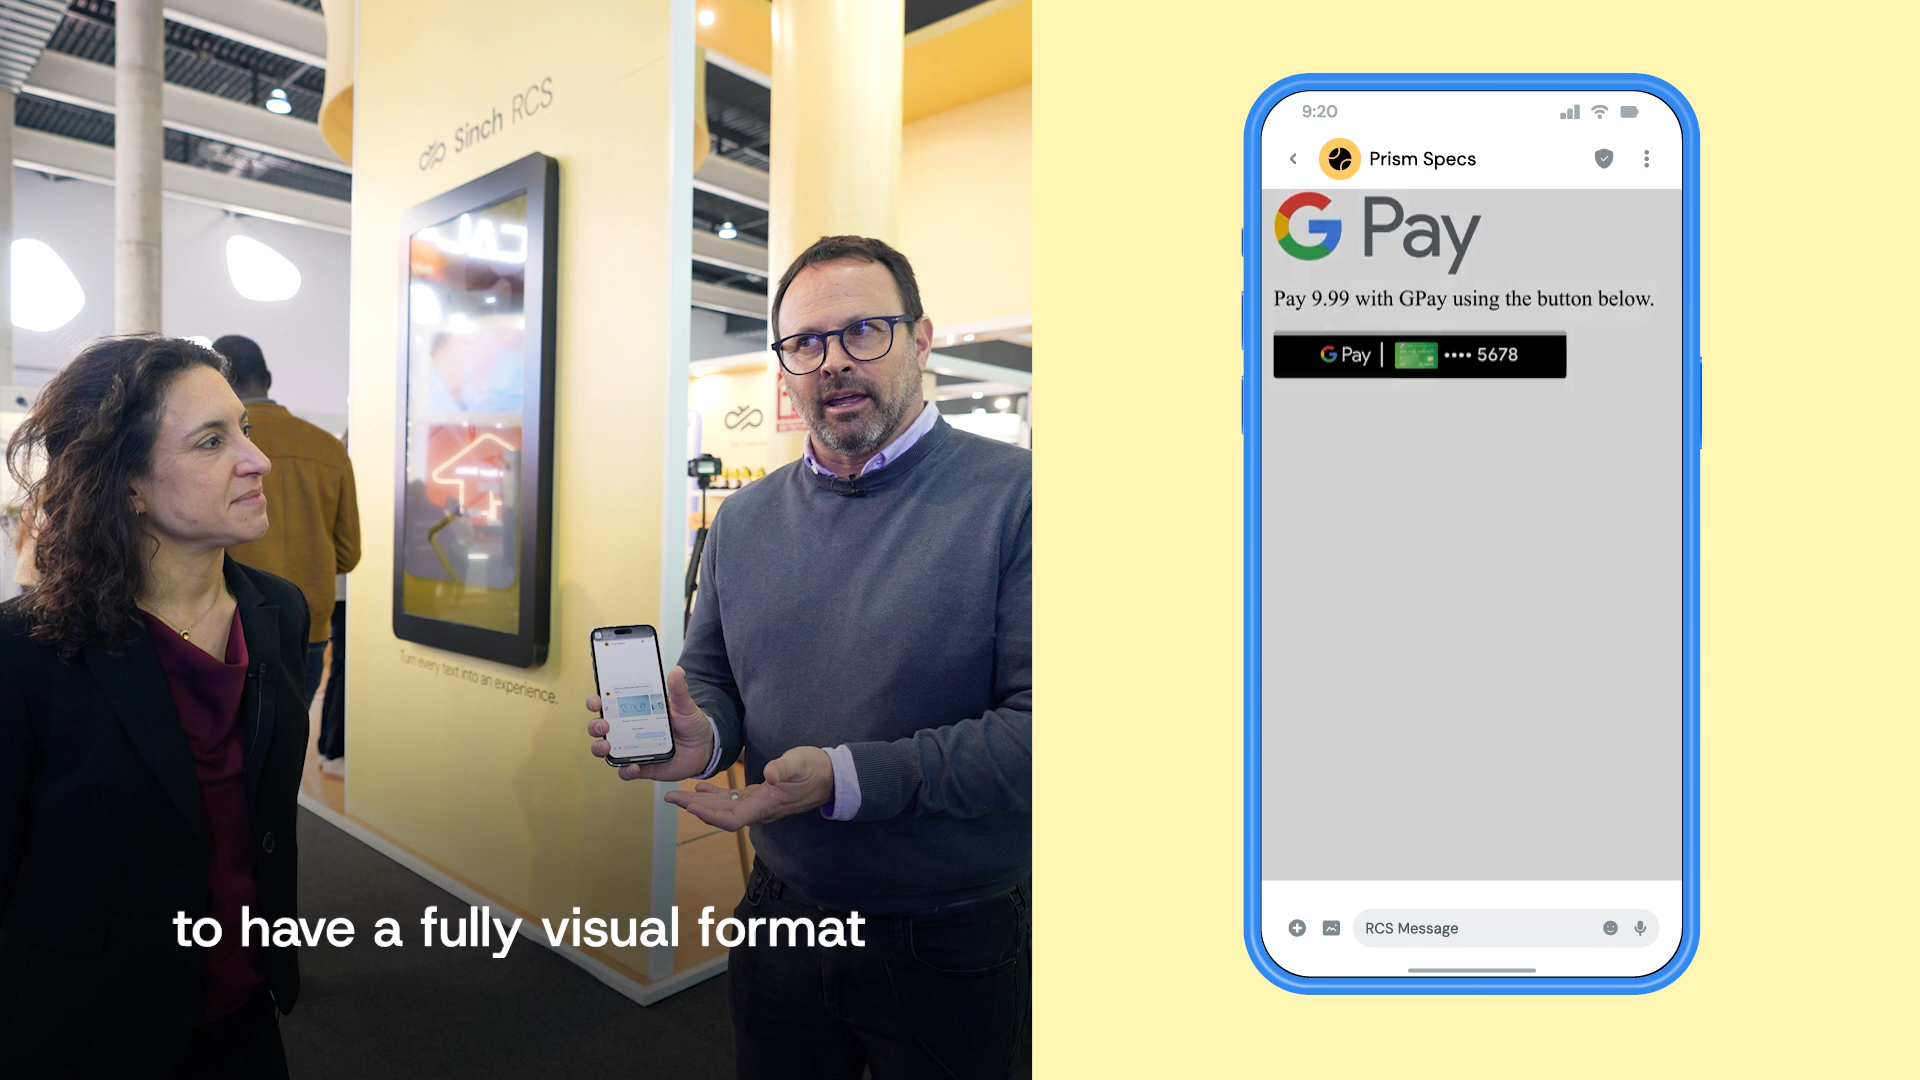 Sinch RCS
Turn every text into an experience.
to have a fully visual format
9:20
Prism Specs
G Pay
Pay 9.99 with GPay using the button below.
G Pay | •••• 5678
RCS Message